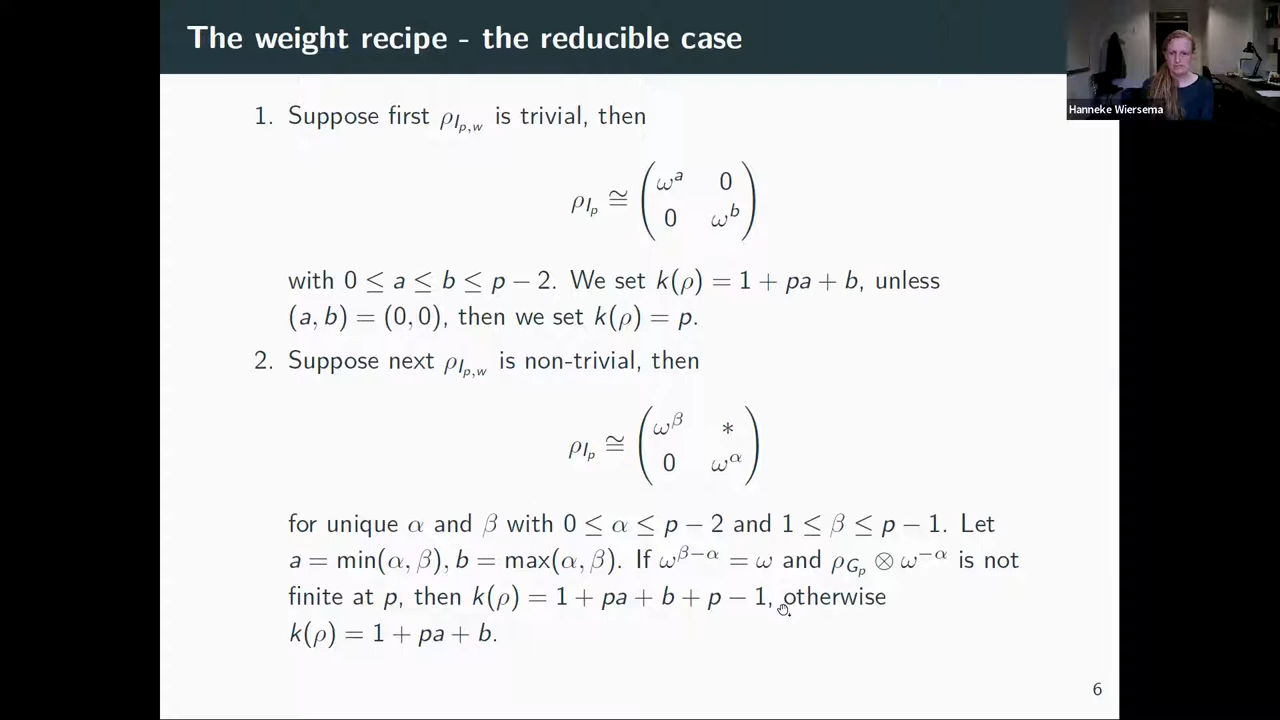 The weight recipe - the reducible case
Hanneke Wiersema
1. Suppose first ρ_{I_{p,w}} is trivial, then
ρ_{I_p} ≅ ( ω^a 0
0 ω^b )
with 0 ≤ a ≤ b ≤ p − 2. We set k(ρ) = 1 + pa + b, unless
(a, b) = (0, 0), then we set k(ρ) = p.
2. Suppose next ρ_{I_{p,w}} is non-trivial, then
ρ_{I_p} ≅ ( ω^β *
0 ω^α )
for unique α and β with 0 ≤ α ≤ p − 2 and 1 ≤ β ≤ p − 1. Let
a = min(α, β), b = max(α, β). If ω^{β−α} = ω and ρ_{G_p} ⊗ ω^{−α} is not
finite at p, then k(ρ) = 1 + pa + b + p − 1, otherwise
k(ρ) = 1 + pa + b.
6